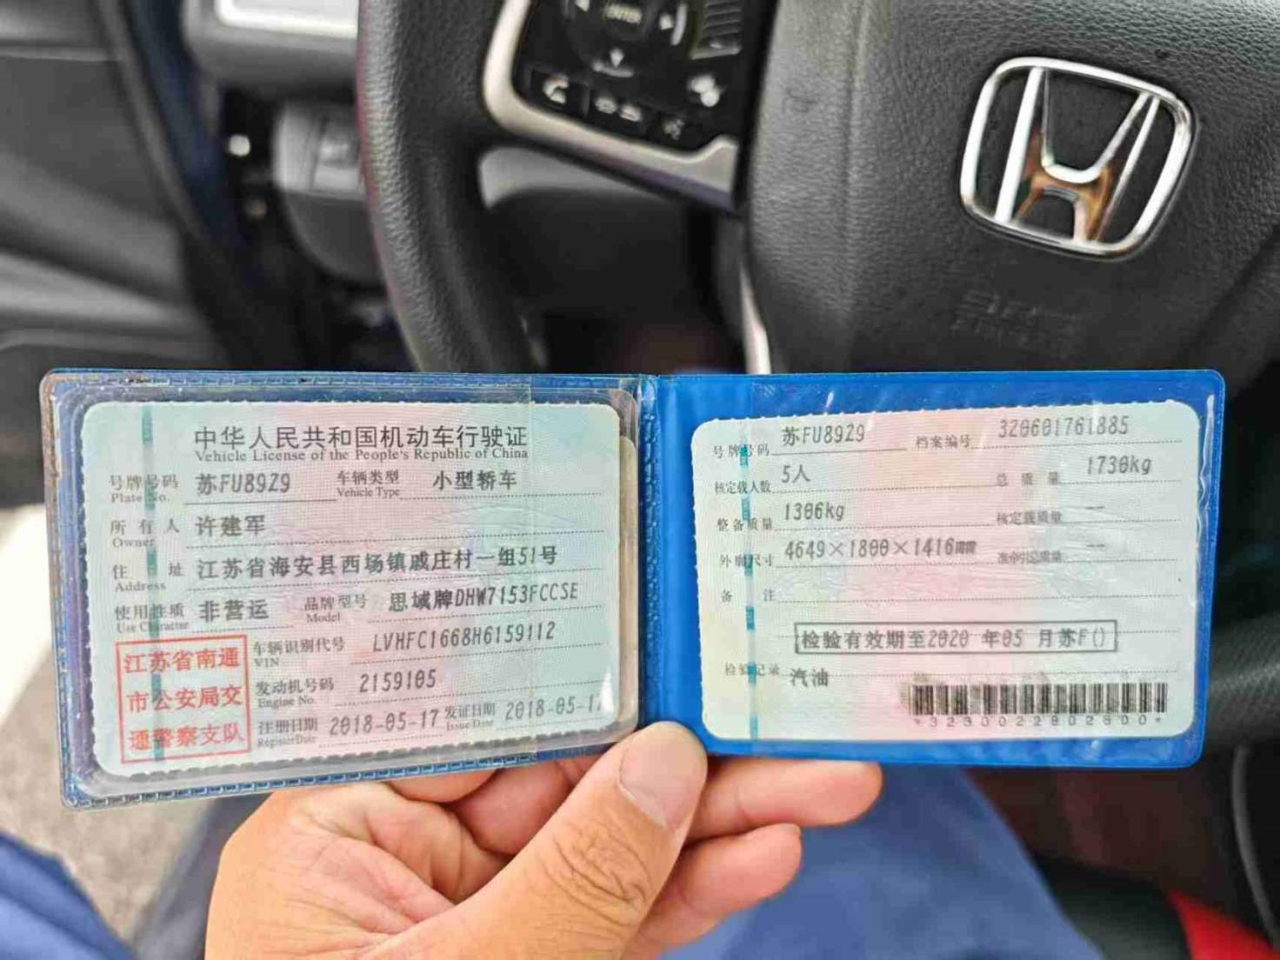 ENTER
中华人民共和国机动车行驶证
Vehicle License of the People's Republic of China
号牌号码 苏FU89Z9 车辆类型 小型轿车
Plate No. Vehicle Type
所有人 许建军
Owner
住址 江苏省海安县西场镇戚庄村一组51号
Address
使用性质 非营运 品牌型号 思域牌DHW7153FCCSE
Use Character Model
江苏省南通
市公安局交
通警察支队
车辆识别代号 LVHFC1668H6159112
VIN
发动机号码 2159105
Engine No.
注册日期 2018-05-17 发证日期 2018-05-17
Register Date Issue Date
号牌号码 苏FU89Z9 档案编号 320601761885
核定载人数 5人 总质量 1730kg
整备质量 1306kg 核定载质量 --
外廓尺寸 4649×1800×1416mm 准牵引总质量 --
备注
检验有效期至2020 年05 月苏F()
检验记录 汽油
*3230022802600*